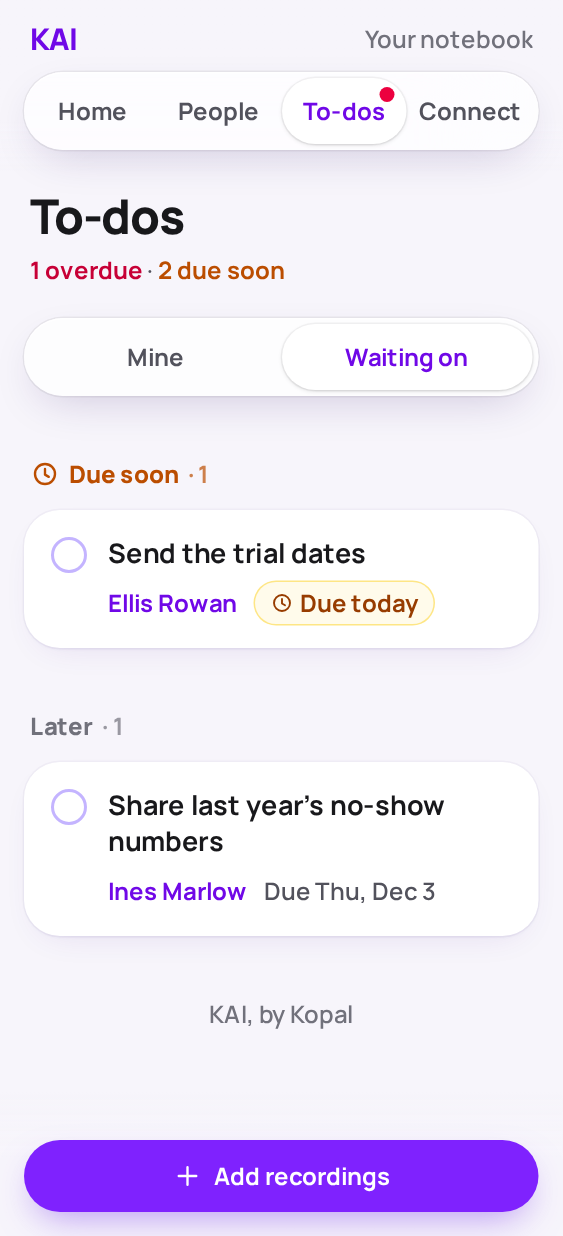 KAI
Your notebook
Home
People
To-dos
Connect
To-dos
1 overdue · 2 due soon
Mine
Waiting on
Due soon · 1
Send the trial dates
Ellis Rowan
Due today
Later · 1
Share last year’s no-show
numbers
Ines Marlow
Due Thu, Dec 3
KAI, by Kopal
Add recordings